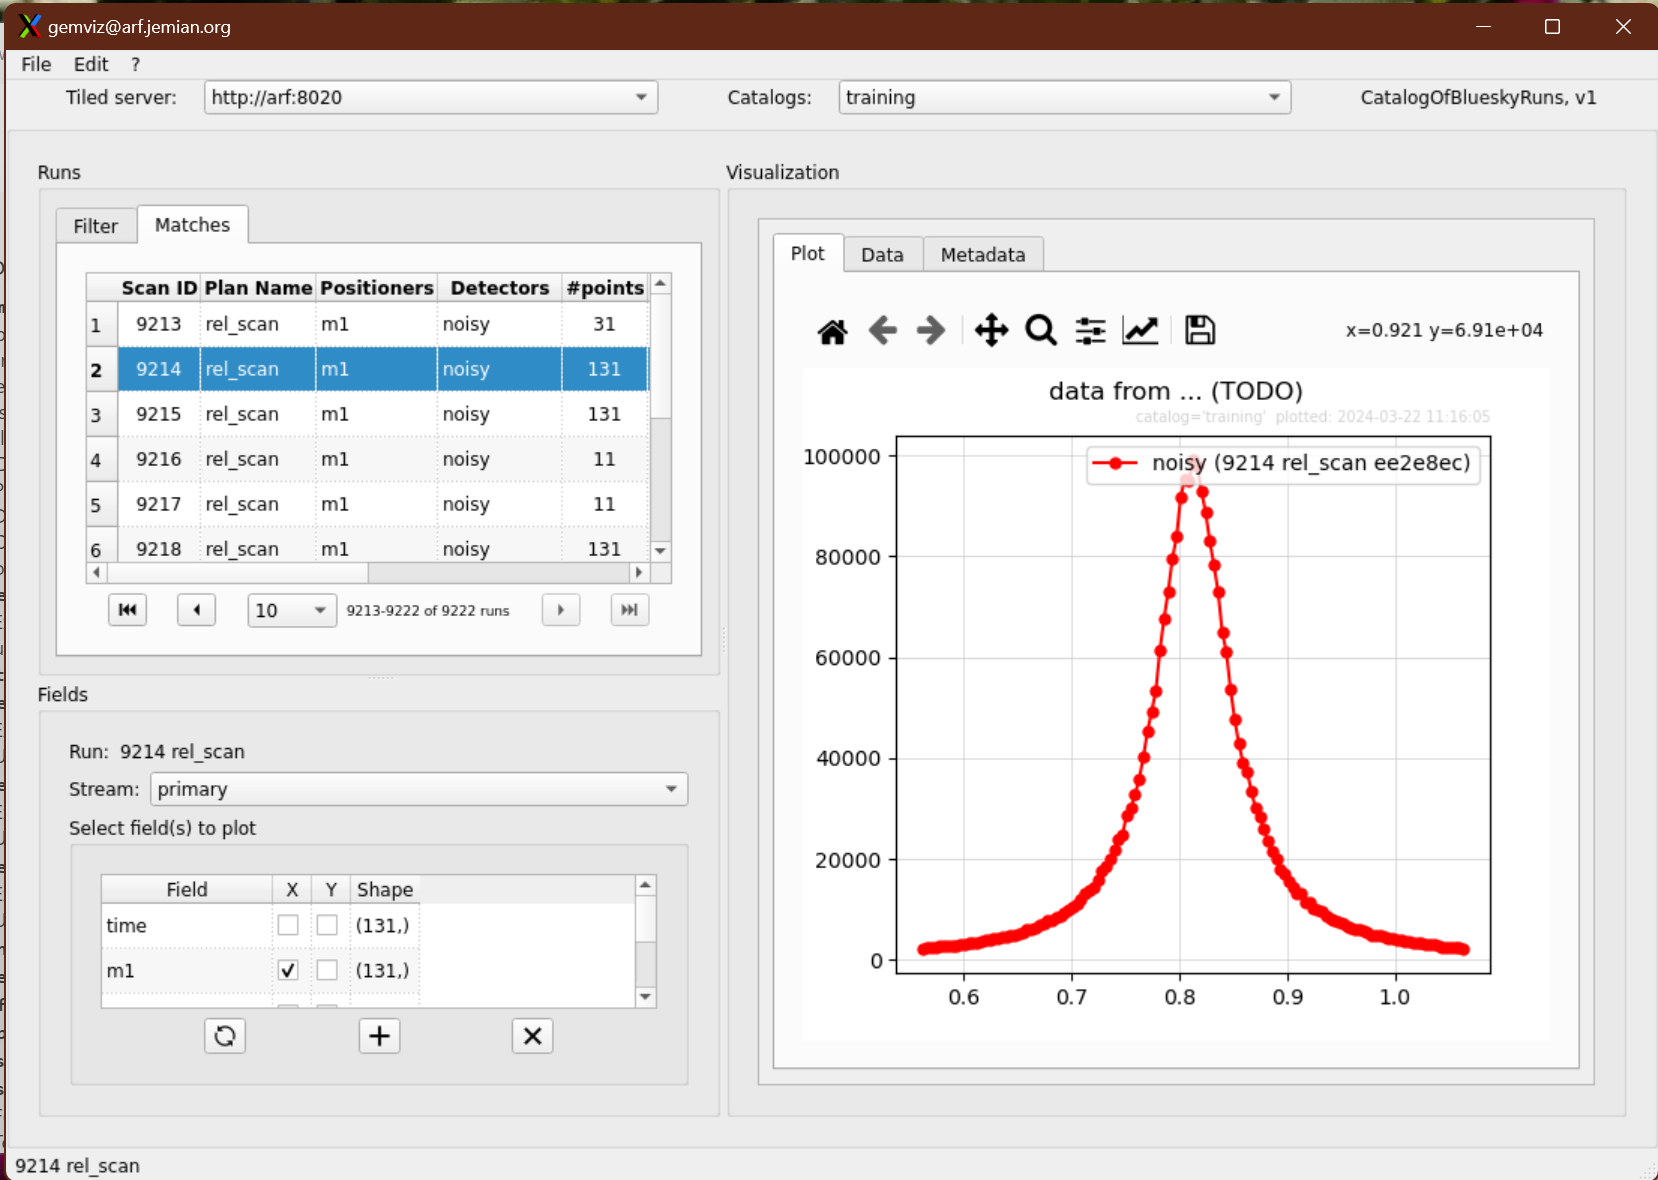 gemviz@arf.jemian.org
File Edit ?
Tiled server: http://arf:8020 Catalogs: training CatalogOfBlueskyRuns, v1
Runs
Filter Matches
Scan ID Plan Name Positioners Detectors #points
1 9213 rel_scan m1 noisy 31
2 9214 rel_scan m1 noisy 131
3 9215 rel_scan m1 noisy 131
4 9216 rel_scan m1 noisy 11
5 9217 rel_scan m1 noisy 11
6 9218 rel_scan m1 noisy 131
10 9213-9222 of 9222 runs
Fields
Run: 9214 rel_scan
Stream: primary
Select field(s) to plot
Field X Y Shape
time (131,)
m1 (131,)
Visualization
Plot Data Metadata
x=0.921 y=6.91e+04
data from ... (TODO)
catalog='training' plotted: 2024-03-22 11:16:05
noisy (9214 rel_scan ee2e8ec)
100000
80000
60000
40000
20000
0
0.6 0.7 0.8 0.9 1.0
9214 rel_scan